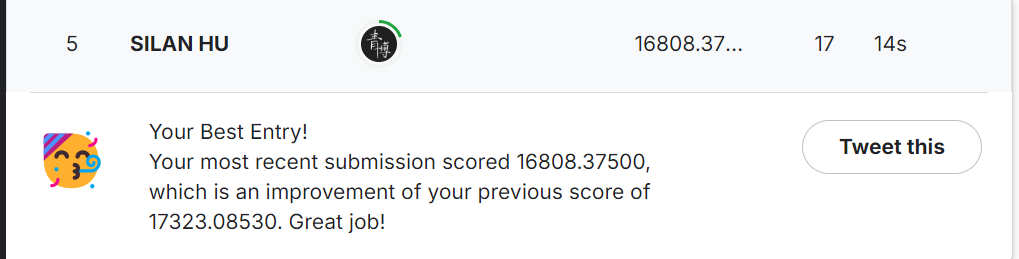 5 SILAN HU 青博 16808.37... 17 14s
Your Best Entry!
Your most recent submission scored 16808.37500,
which is an improvement of your previous score of
17323.08530. Great job!
Tweet this